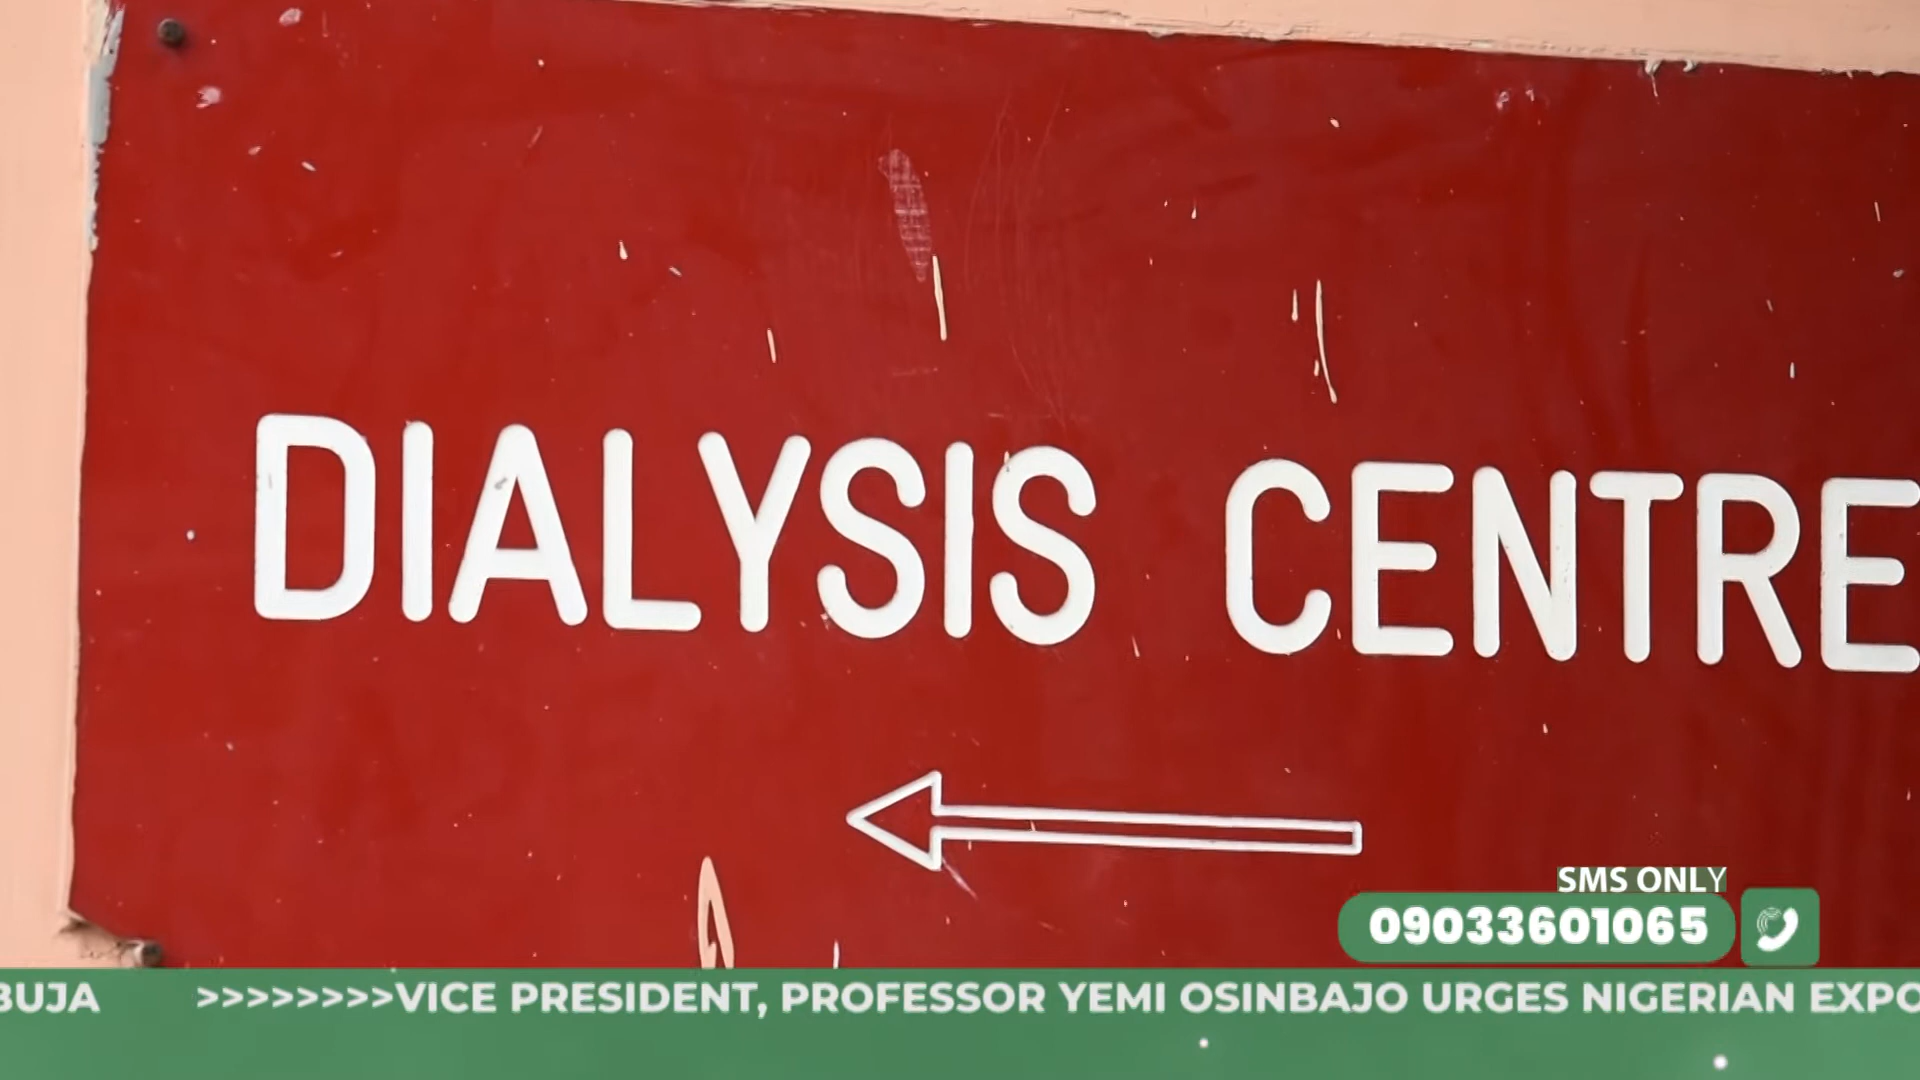 DIALYSIS CENTRE
SMS ONLY
09033601065
BUJA >>>>>>>>VICE PRESIDENT, PROFESSOR YEMI OSINBAJO URGES NIGERIAN EXPO